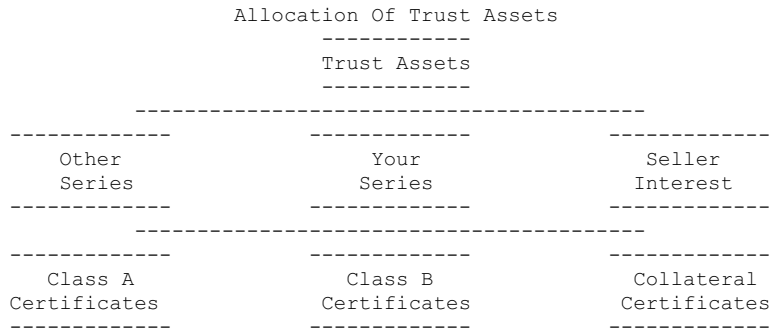 Allocation Of Trust Assets
------------
Trust Assets
------------
-----------------------------------------
------------- ------------- -------------
Other Your Seller
Series Series Interest
------------- ------------- -------------
-----------------------------------------
------------- ------------- -------------
Class A Class B Collateral
Certificates Certificates Certificates
------------- ------------- -------------